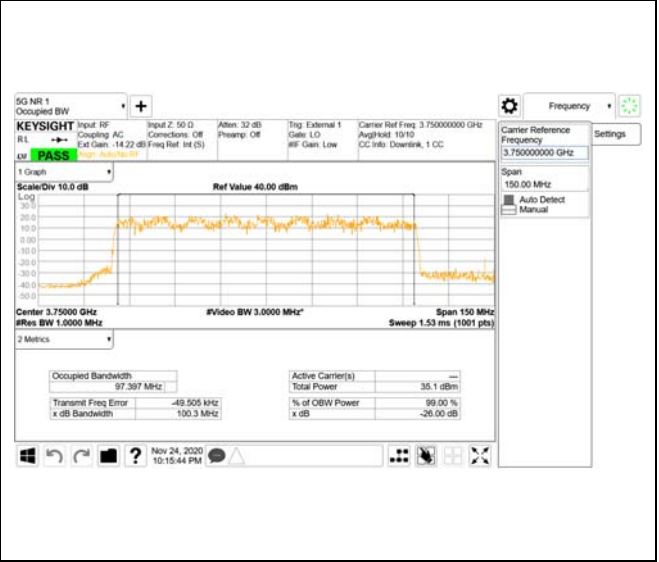 5G NR 1
Occupied BW
Frequency
KEYSIGHT
RL
PASS
Input: RF
Coupling: AC
Ext Gain: -14.22 dB
Align: Auto/No RF
Input Z: 50 Ω
Corrections: Off
Freq Ref: Int (S)
Atten: 32 dB
Preamp: Off
Trig: External 1
Gate: LO
#IF Gain: Low
Carrier Ref Freq: 3.750000000 GHz
Avg|Hold: 10/10
CC Info: Downlink, 1 CC
Carrier Reference
Frequency
3.750000000 GHz
Settings
Span
150.00 MHz
Auto Detect
Manual
1 Graph
Scale/Div 10.0 dB
Ref Value 40.00 dBm
Log
30.0
20.0
10.0
0.00
-10.0
-20.0
-30.0
-40.0
-50.0
Center 3.75000 GHz
#Video BW 3.0000 MHz*
Span 150 MHz
#Res BW 1.0000 MHz
Sweep 1.53 ms (1001 pts)
2 Metrics
Occupied Bandwidth
97.397 MHz
Active Carrier(s)
---
Total Power
35.1 dBm
Transmit Freq Error
-49.505 kHz
% of OBW Power
99.00 %
x dB Bandwidth
100.3 MHz
x dB
-26.00 dB
?
Nov 24, 2020
10:15:44 PM